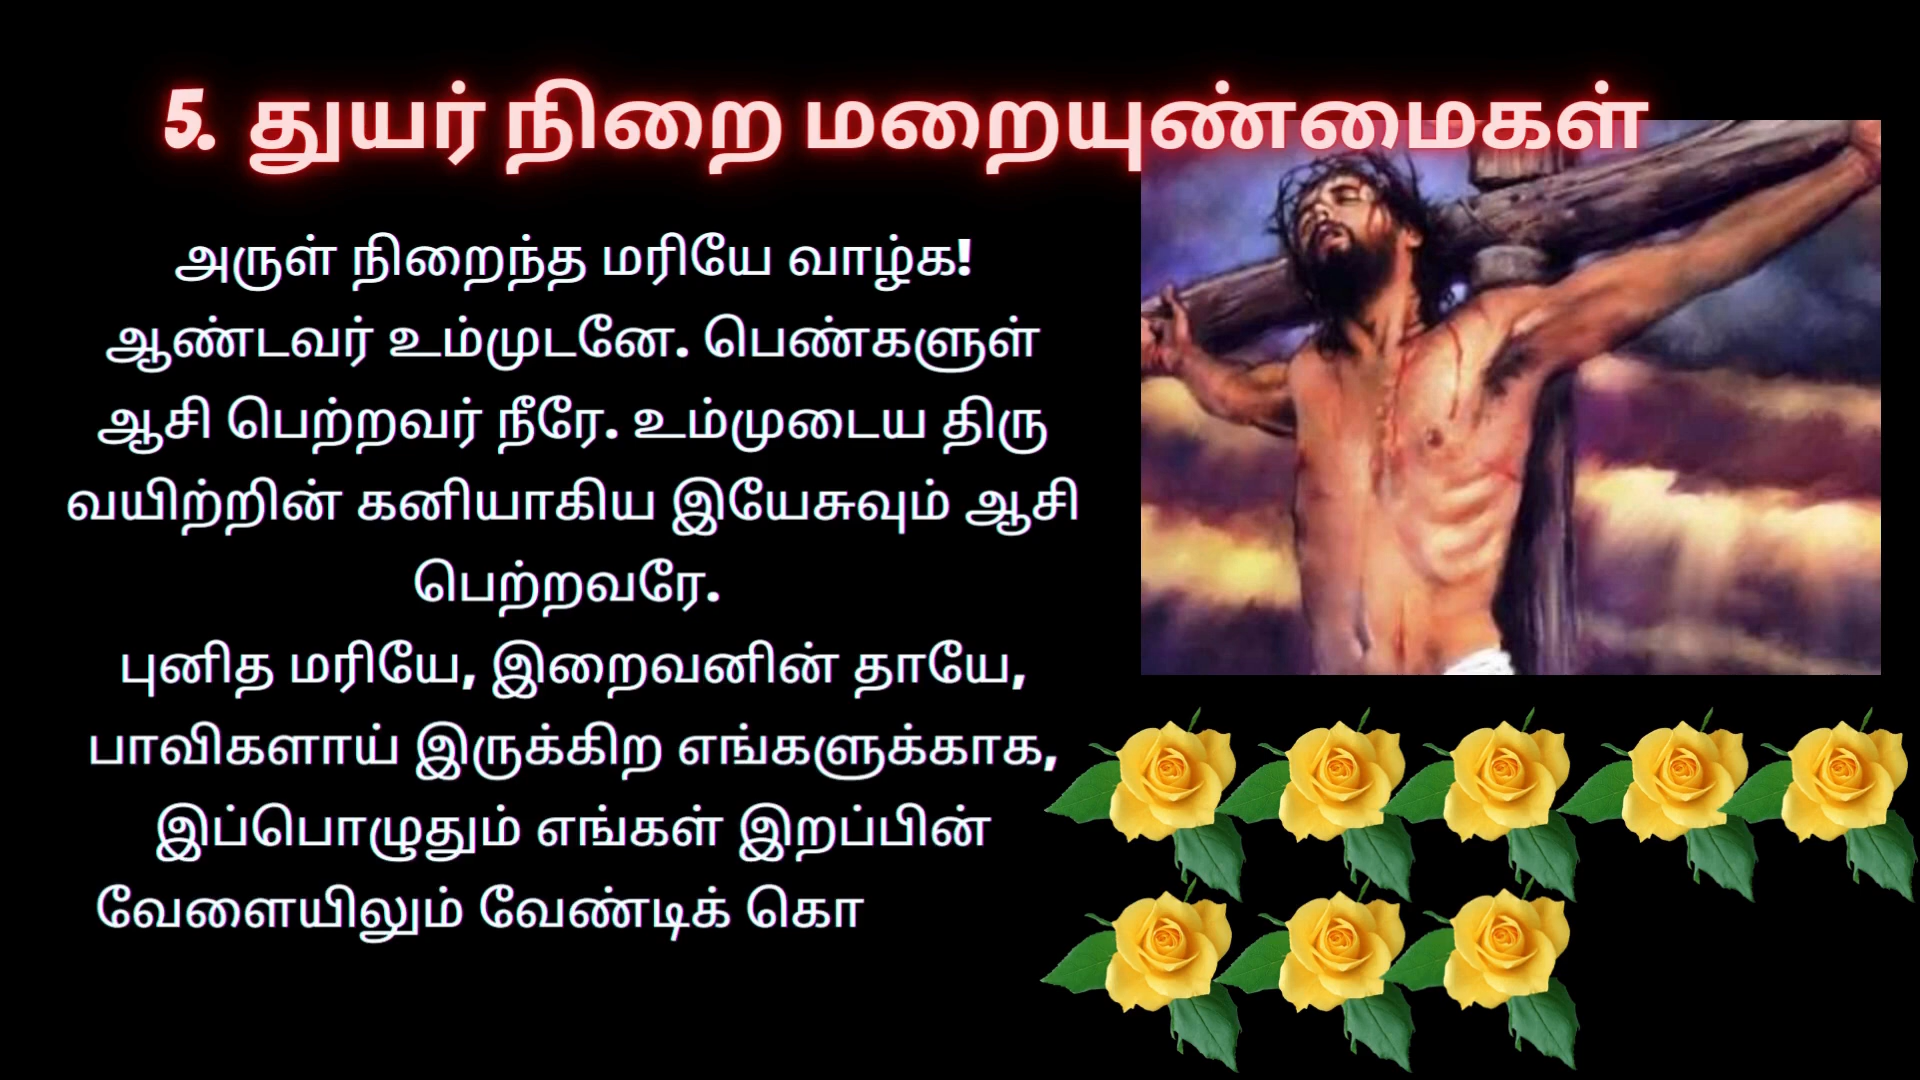 5. துயர் நிறை மறையுண்மைகள்
அருள் நிறைந்த மரியே வாழ்க!
ஆண்டவர் உம்முடனே. பெண்களுள்
ஆசி பெற்றவர் நீரே. உம்முடைய திரு
வயிற்றின் கனியாகிய இயேசுவும் ஆசி
பெற்றவரே.
புனித மரியே, இறைவனின் தாயே,
பாவிகளாய் இருக்கிற எங்களுக்காக,
இப்பொழுதும் எங்கள் இறப்பின்
வேளையிலும் வேண்டிக் கொ